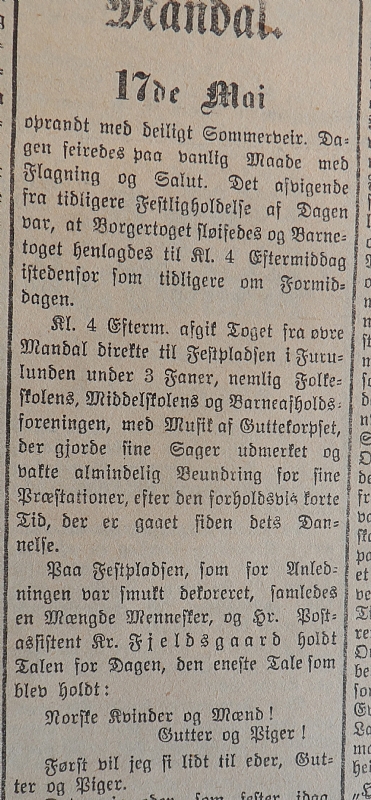 Mandal.
17de Mai
oprandt med deiligt Sommerveir. Da-
gen feiredes paa vanlig Maade med
Flagning og Salut. Det afvigende
fra tidligere Festligholdelse af Dagen
var, at Borgertoget sløifedes og Barne-
toget henlagdes til Kl. 4 Eftermiddag
istedenfor som tidligere om Formid-
dagen.
Kl. 4 Efterm. afgik Toget fra øvre
Mandal direkte til Festpladsen i Furu-
lunden under 3 Faner, nemlig Folke-
skolens, Middelskolens og Barneafholds-
foreningen, med Musik af Guttekorpset,
der gjorde sine Sager udmerket og
vakte almindelig Beundring for sine
Præstationer, efter den forholdsvis korte
Tid, der er gaaet siden dets Dan-
nelse.
Paa Festpladsen, som for Anled-
ningen var smukt dekoreret, samledes
en Mængde Mennesker, og Hr. Post-
assistent Kr. Fjeldsgaard holdt
Talen for Dagen, den eneste Tale som
blev holdt:
Norske Kvinder og Mænd!
Gutter og Piger!
Først vil jeg si lidt til eder, Gut-
ter og Piger.